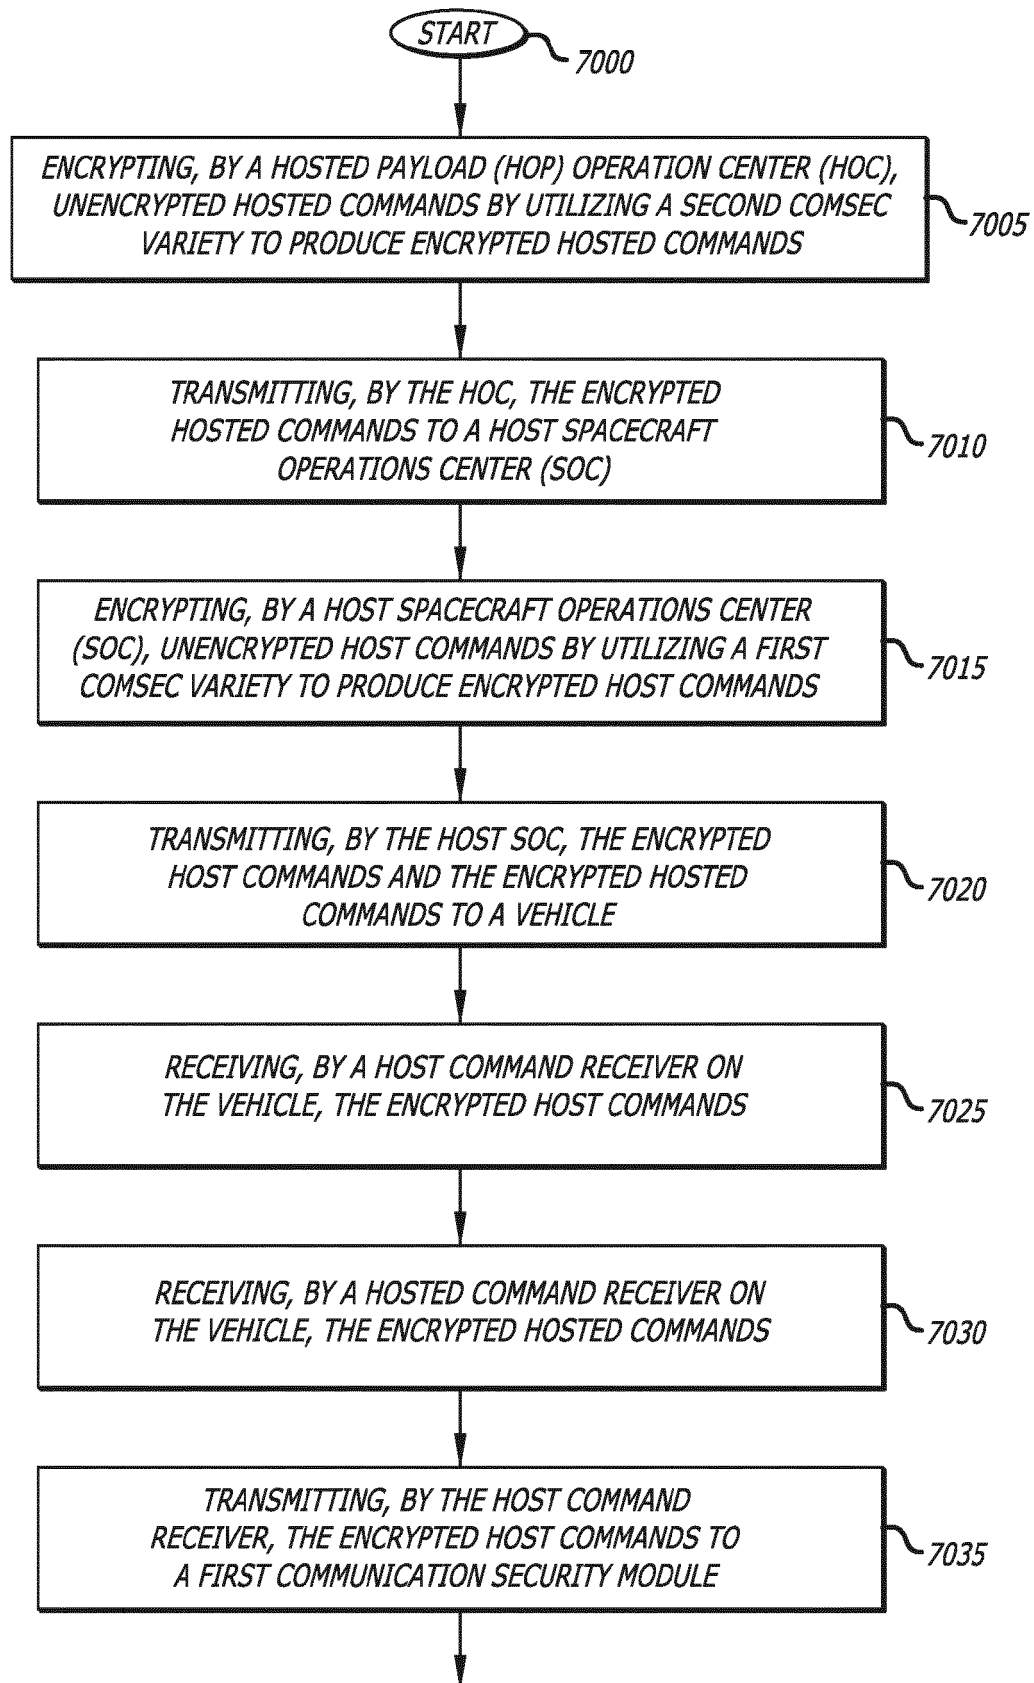 START
7000
ENCRYPTING, BY A HOSTED PAYLOAD (HOP) OPERATION CENTER (HOC),
UNENCRYPTED HOSTED COMMANDS BY UTILIZING A SECOND COMSEC
VARIETY TO PRODUCE ENCRYPTED HOSTED COMMANDS
7005
TRANSMITTING, BY THE HOC, THE ENCRYPTED
HOSTED COMMANDS TO A HOST SPACECRAFT
OPERATIONS CENTER (SOC)
7010
ENCRYPTING, BY A HOST SPACECRAFT OPERATIONS CENTER
(SOC), UNENCRYPTED HOST COMMANDS BY UTILIZING A FIRST
COMSEC VARIETY TO PRODUCE ENCRYPTED HOST COMMANDS
7015
TRANSMITTING, BY THE HOST SOC, THE ENCRYPTED
HOST COMMANDS AND THE ENCRYPTED HOSTED
COMMANDS TO A VEHICLE
7020
RECEIVING, BY A HOST COMMAND RECEIVER ON
THE VEHICLE, THE ENCRYPTED HOST COMMANDS
7025
RECEIVING, BY A HOSTED COMMAND RECEIVER ON
THE VEHICLE, THE ENCRYPTED HOSTED COMMANDS
7030
TRANSMITTING, BY THE HOST COMMAND
RECEIVER, THE ENCRYPTED HOST COMMANDS TO
A FIRST COMMUNICATION SECURITY MODULE
7035